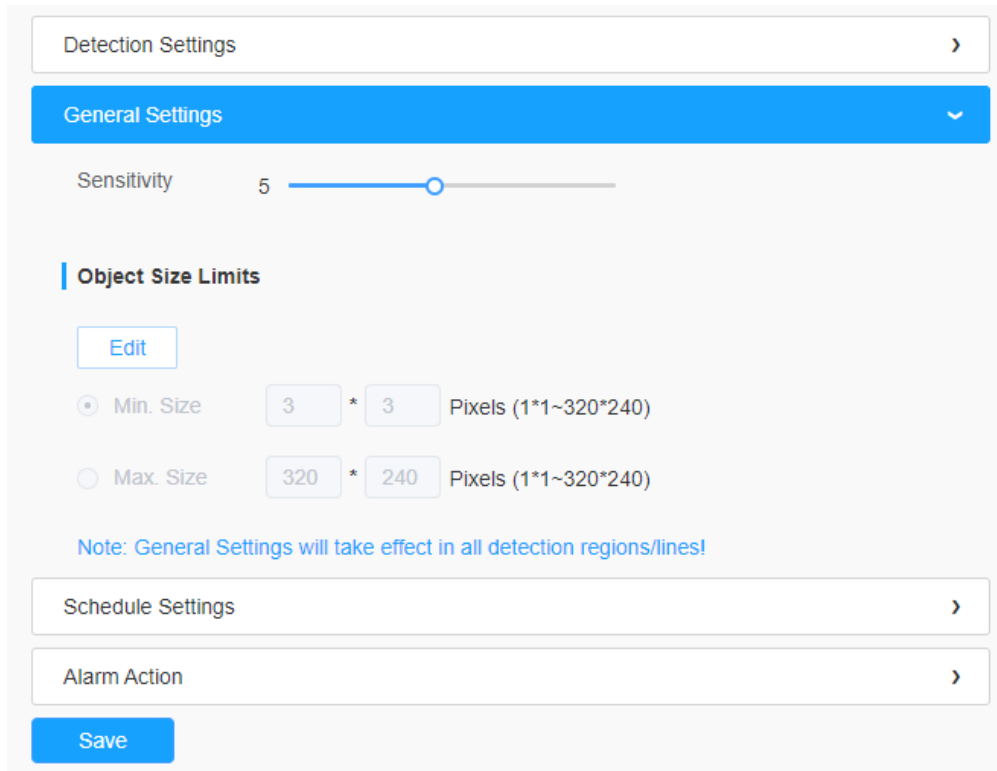 Detection Settings
General Settings
Sensitivity 5
Object Size Limits
Edit
Min. Size 3 * 3 Pixels (1*1~320*240)
Max. Size 320 * 240 Pixels (1*1~320*240)
Note: General Settings will take effect in all detection regions/lines!
Schedule Settings
Alarm Action
Save